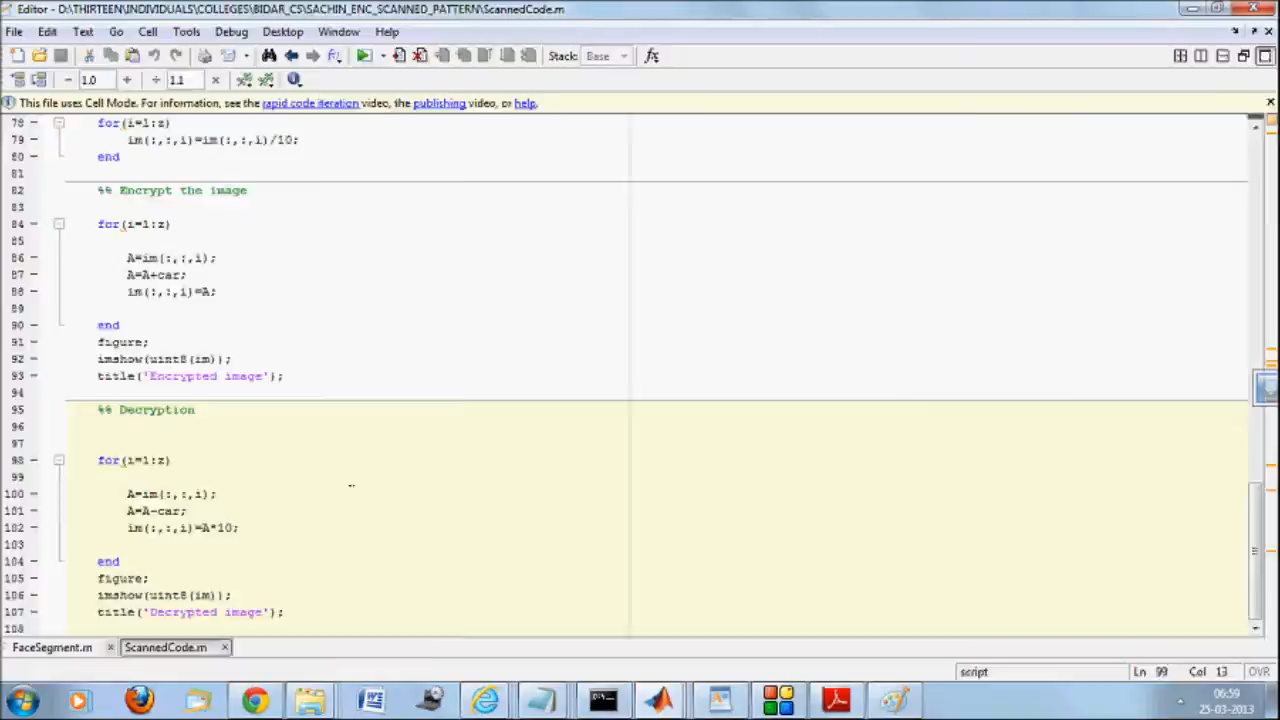 Editor - D:\THIRTEEN\INDIVIDUALS\COLLEGES\BIDAR_CS\SACHIN_ENC_SCANNED_PATTERN\ScannedCode.m
File Edit Text Go Cell Tools Debug Desktop Window Help
Stack: Base fx
− 1.0 + ÷ 1.1 ×
This file uses Cell Mode. For information, see the rapid code iteration video, the publishing video, or help.
78 for(i=1:z)
79 im(:,:,i)=im(:,:,i)/10;
80 end
81
82 %% Encrypt the image
83
84 for(i=1:z)
85
86 A=im(:,:,i);
87 A=A+car;
88 im(:,:,i)=A;
89
90 end
91 figure;
92 imshow(uint8(im));
93 title('Encrypted image');
94
95 %% Decryption
96
97
98 for(i=1:z)
99
100 A=im(:,:,i);
101 A=A-car;
102 im(:,:,i)=A*10;
103
104 end
105 figure;
106 imshow(uint8(im));
107 title('Decrypted image');
108
FaceSegment.m × ScannedCode.m ×
script Ln 99 Col 13 OVR
06:59
25-03-2013